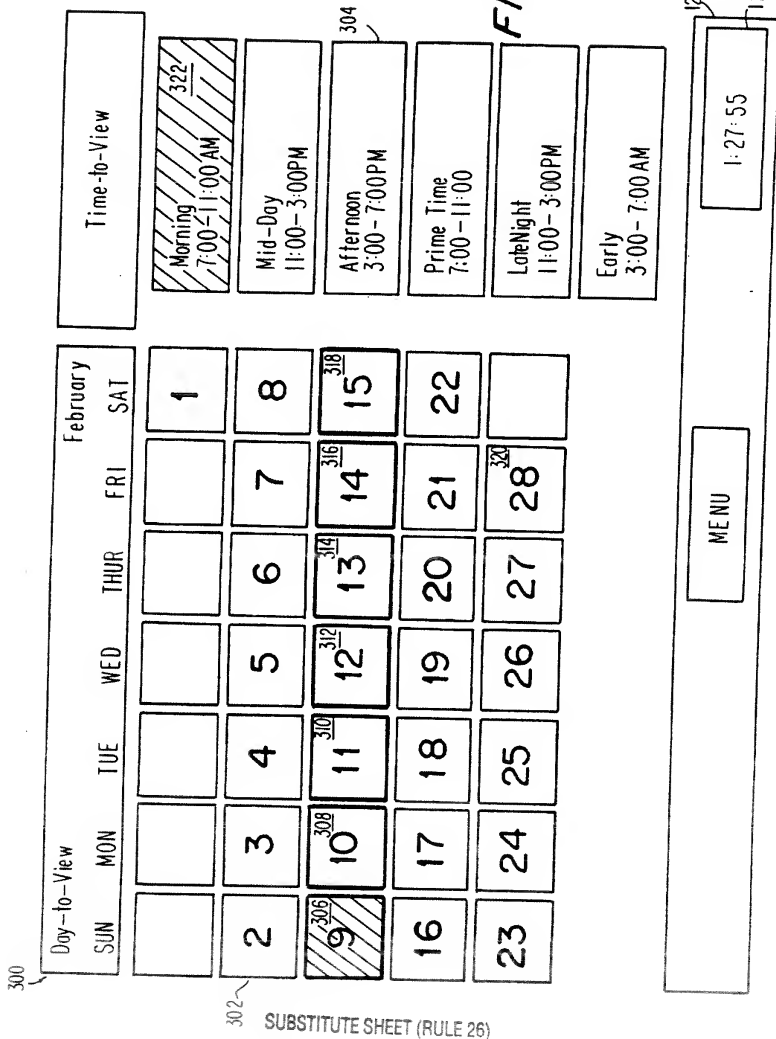 300
Day-to-View February
SUN MON TUE WED THUR FRI SAT
1
2 3 4 5 6 7 8
302
9 306 10 308 11 310 12 312 13 314 14 316 15 318
16 17 18 19 20 21 22
23 24 25 26 27 28 320
Time-to-View
Morning 322
7:00-11:00 AM
Mid-Day
11:00-3:00PM
Afternoon
3:00-7:00PM
304
Prime Time
7:00-11:00
LateNight
11:00-3:00PM
Early
3:00-7:00 AM
MENU
1:27:55
SUBSTITUTE SHEET (RULE 26)